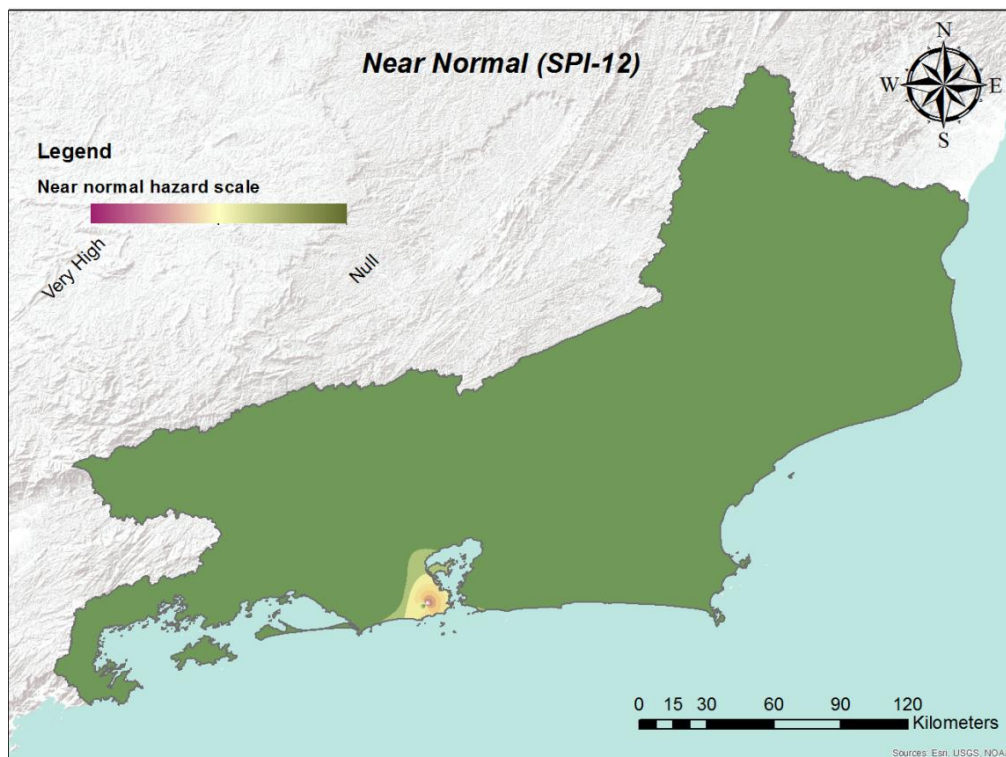 Near Normal (SPI-12)
N
W E
S
Legend
Near normal hazard scale
Very High
Null
0 15 30 60 90 120
Kilometers
Sources: Esri, USGS, NOAA